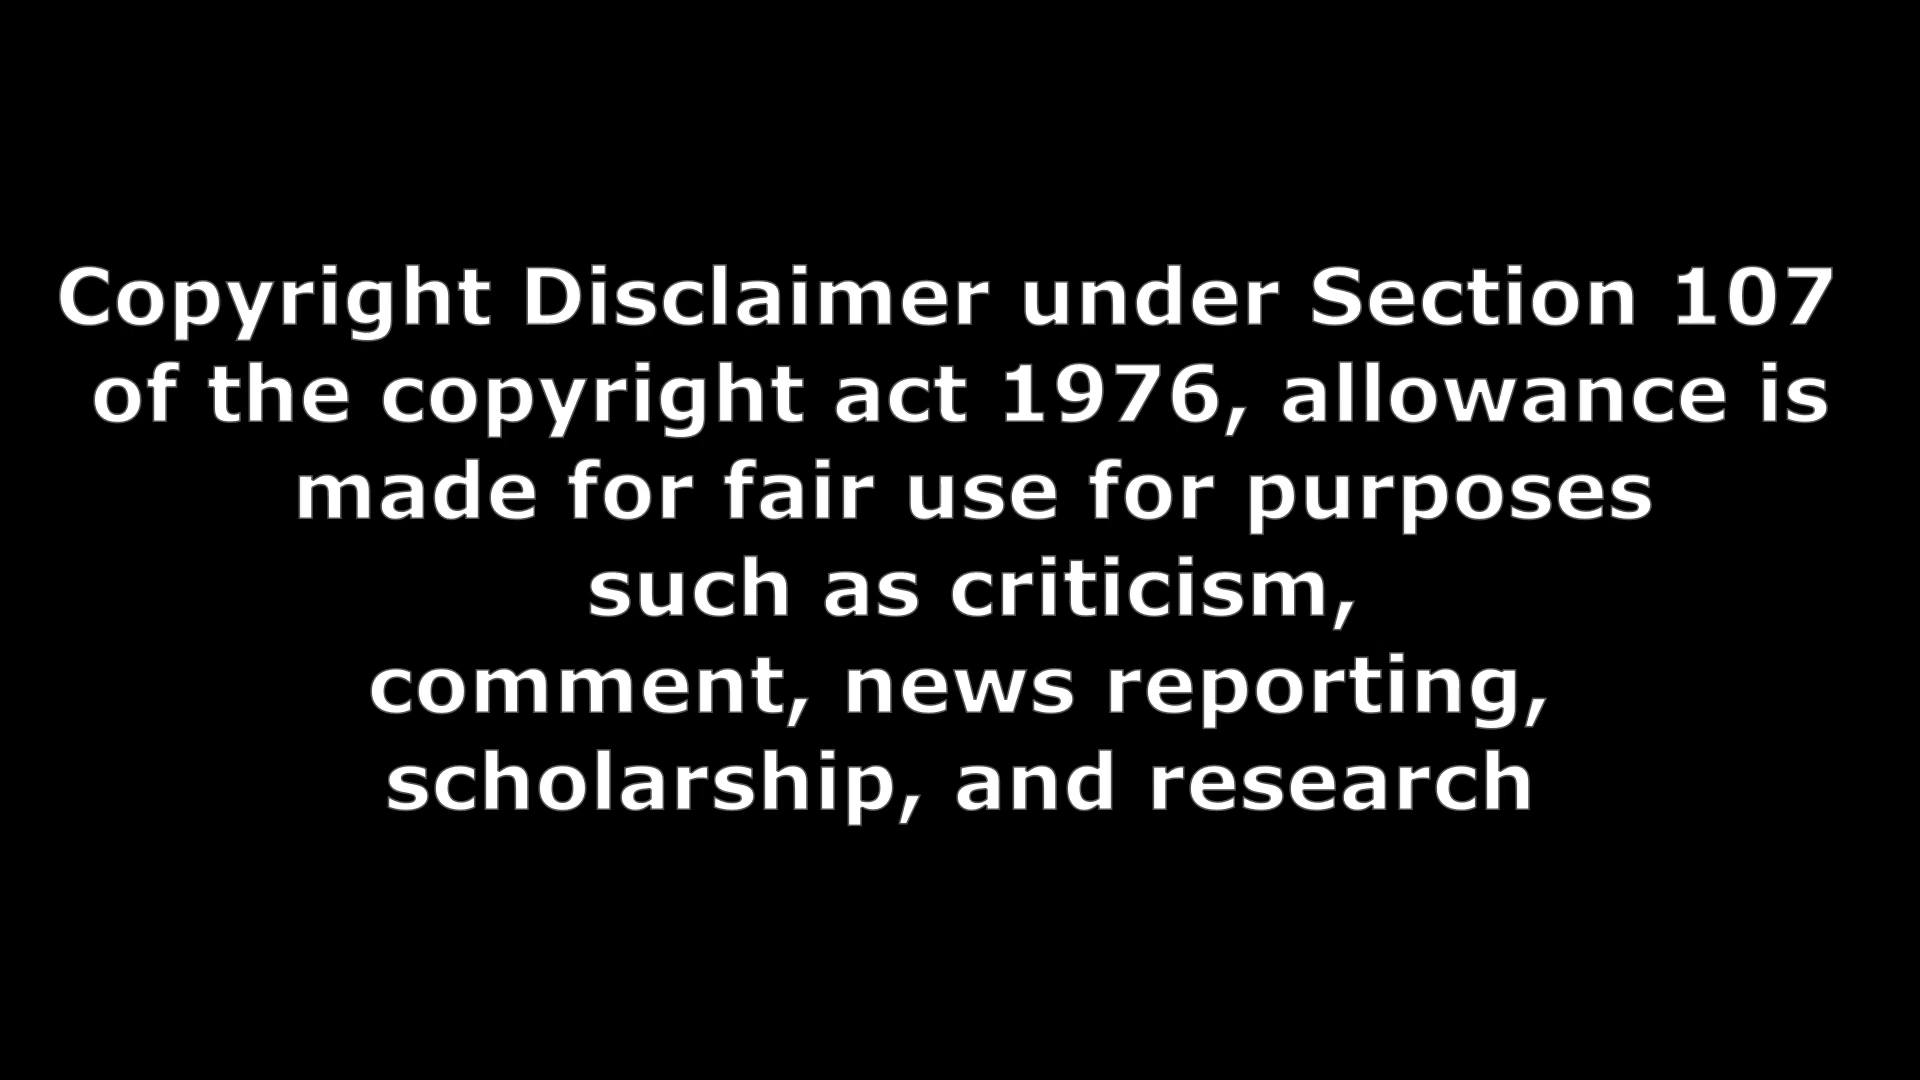 Copyright Disclaimer under Section 107
of the copyright act 1976, allowance is
made for fair use for purposes
such as criticism,
comment, news reporting,
scholarship, and research